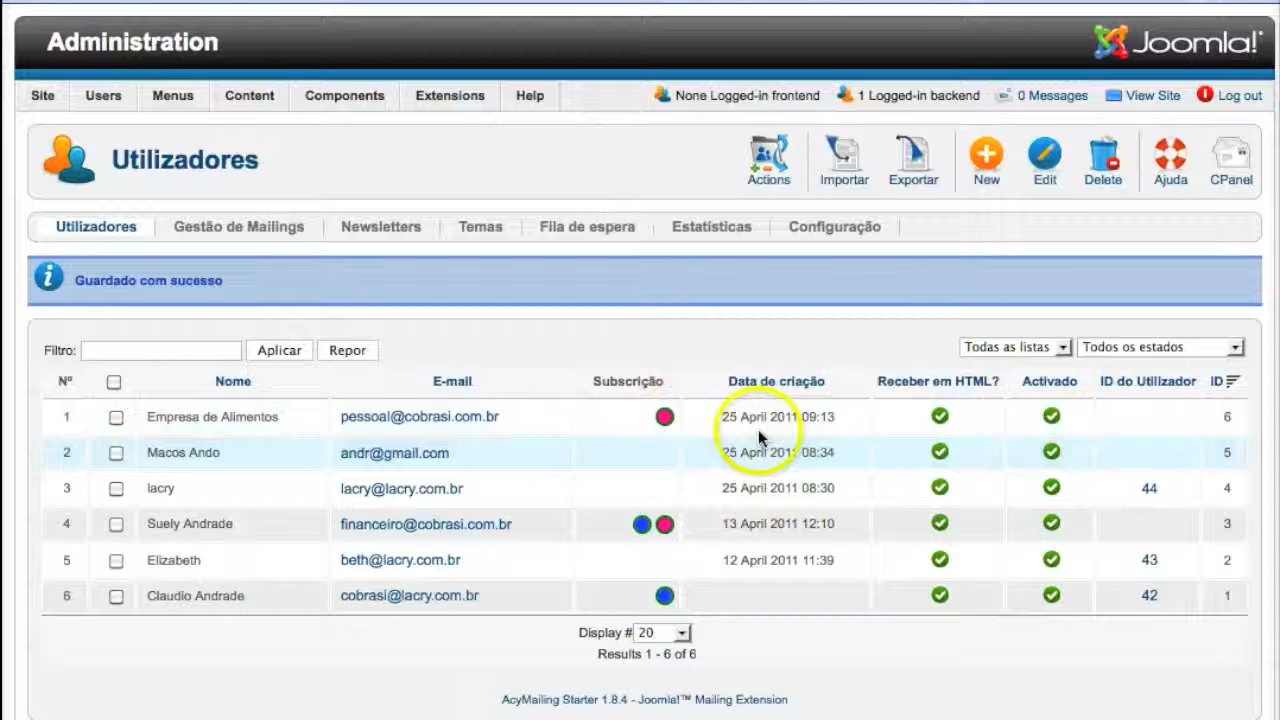 Administration
Joomla!
Site Users Menus Content Components Extensions Help None Logged-in frontend 1 Logged-in backend 0 Messages View Site Log out
Utilizadores
Actions Importar Exportar New Edit Delete Ajuda CPanel
Utilizadores Gestão de Mailings Newsletters Temas Fila de espera Estatísticas Configuração
Guardado com sucesso
Filtro: Aplicar Repor Todas as listas Todos os estados
Nº Nome E-mail Subscrição Data de criação Receber em HTML? Activado ID do Utilizador ID
1 Empresa de Alimentos pessoal@cobrasi.com.br 25 April 2011 09:13 6
2 Macos Ando andr@gmail.com 25 April 2011 08:34 5
3 lacry lacry@lacry.com.br 25 April 2011 08:30 44 4
4 Suely Andrade financeiro@cobrasi.com.br 13 April 2011 12:10 3
5 Elizabeth beth@lacry.com.br 12 April 2011 11:39 43 2
6 Claudio Andrade cobrasi@lacry.com.br 42 1
Display # 20
Results 1 - 6 of 6
AcyMailing Starter 1.8.4 - Joomla!™ Mailing Extension